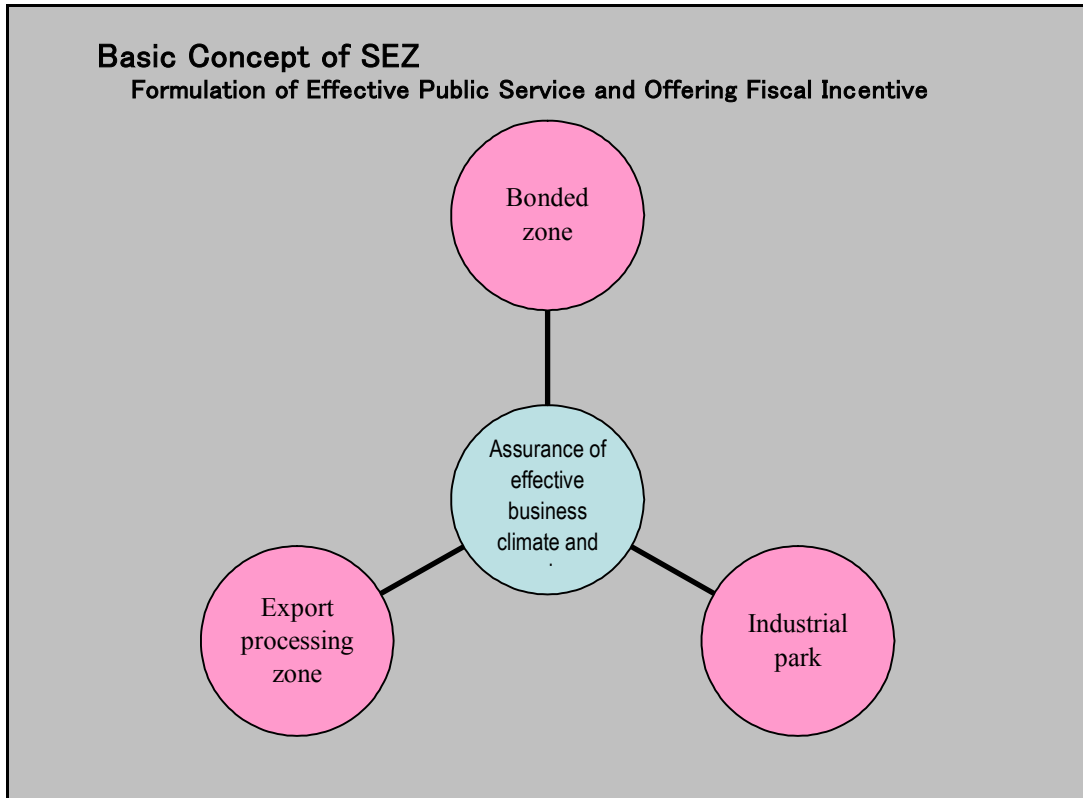 Basic Concept of SEZ
Formulation of Effective Public Service and Offering Fiscal Incentive
Bonded
zone
Assurance of
effective
business
climate and
Export
processing
zone
Industrial
park